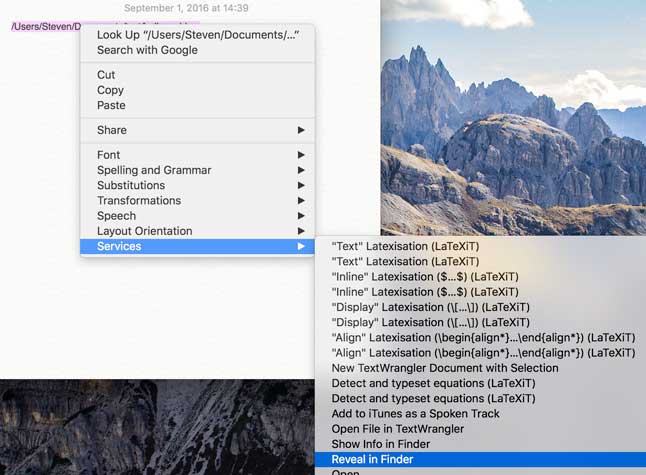 September 1, 2016 at 14:39
/Users/Steven/
Look Up “/Users/Steven/Documents/...”
Search with Google
Cut
Copy
Paste
Share
Font
Spelling and Grammar
Substitutions
Transformations
Speech
Layout Orientation
Services
"Text" Latexisation (LaTeXiT)
"Text" Latexisation (LaTeXiT)
"Inline" Latexisation ($...$) (LaTeXiT)
"Inline" Latexisation ($...$) (LaTeXiT)
"Display" Latexisation (\[...\]) (LaTeXiT)
"Display" Latexisation (\[...\]) (LaTeXiT)
"Align" Latexisation (\begin{align*}...\end{align*}) (LaTeXiT)
"Align" Latexisation (\begin{align*}...\end{align*}) (LaTeXiT)
New TextWrangler Document with Selection
Detect and typeset equations (LaTeXiT)
Detect and typeset equations (LaTeXiT)
Add to iTunes as a Spoken Track
Open File in TextWrangler
Show Info in Finder
Reveal in Finder
Open